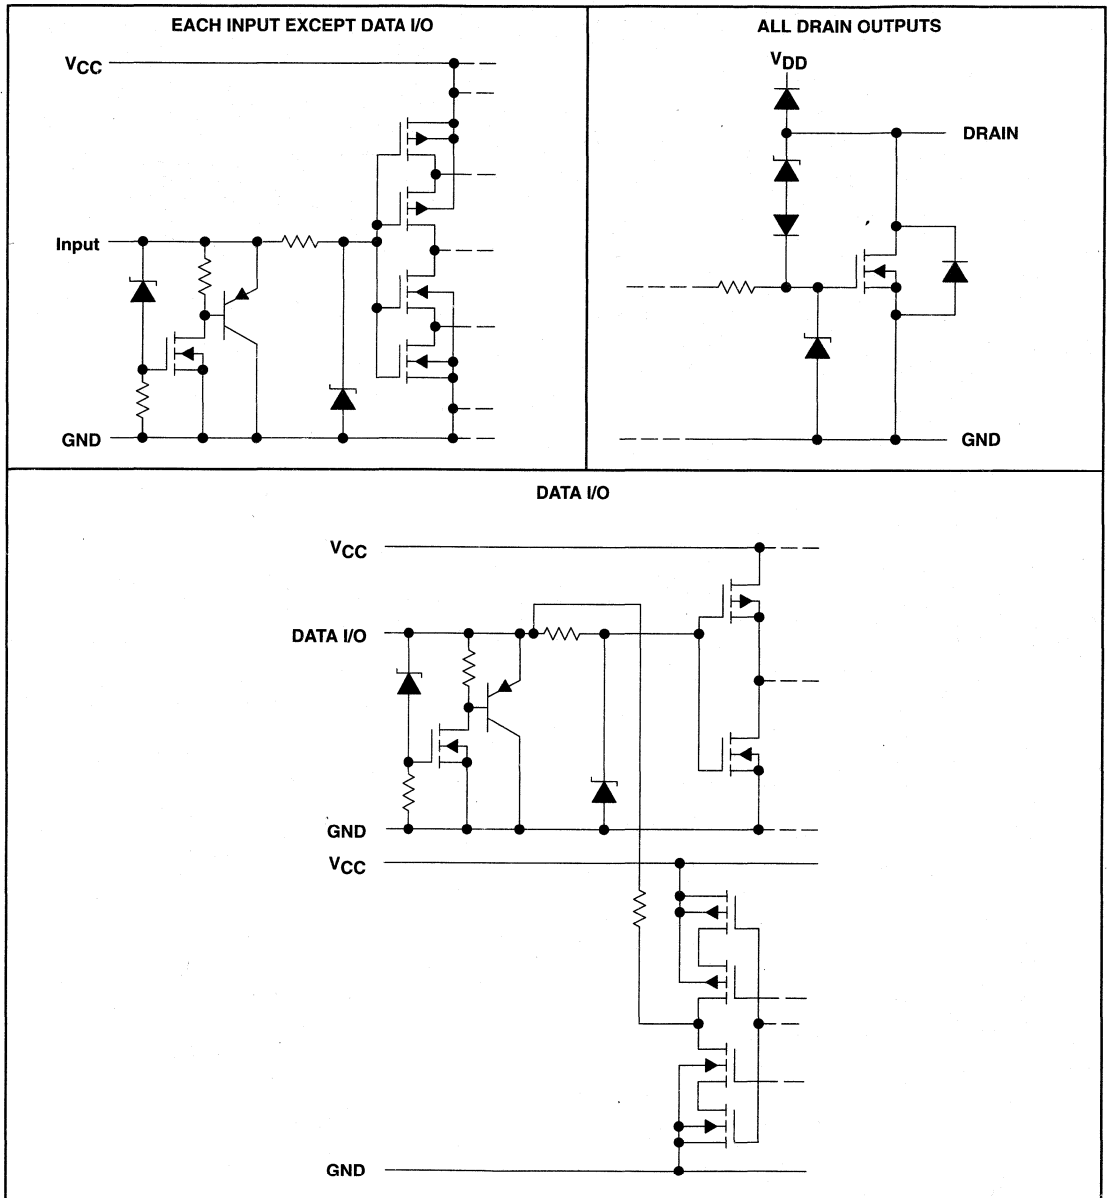 EACH INPUT EXCEPT DATA I/O
VCC
Input
GND
ALL DRAIN OUTPUTS
VDD
DRAIN
GND
DATA I/O
VCC
DATA I/O
GND
VCC
GND